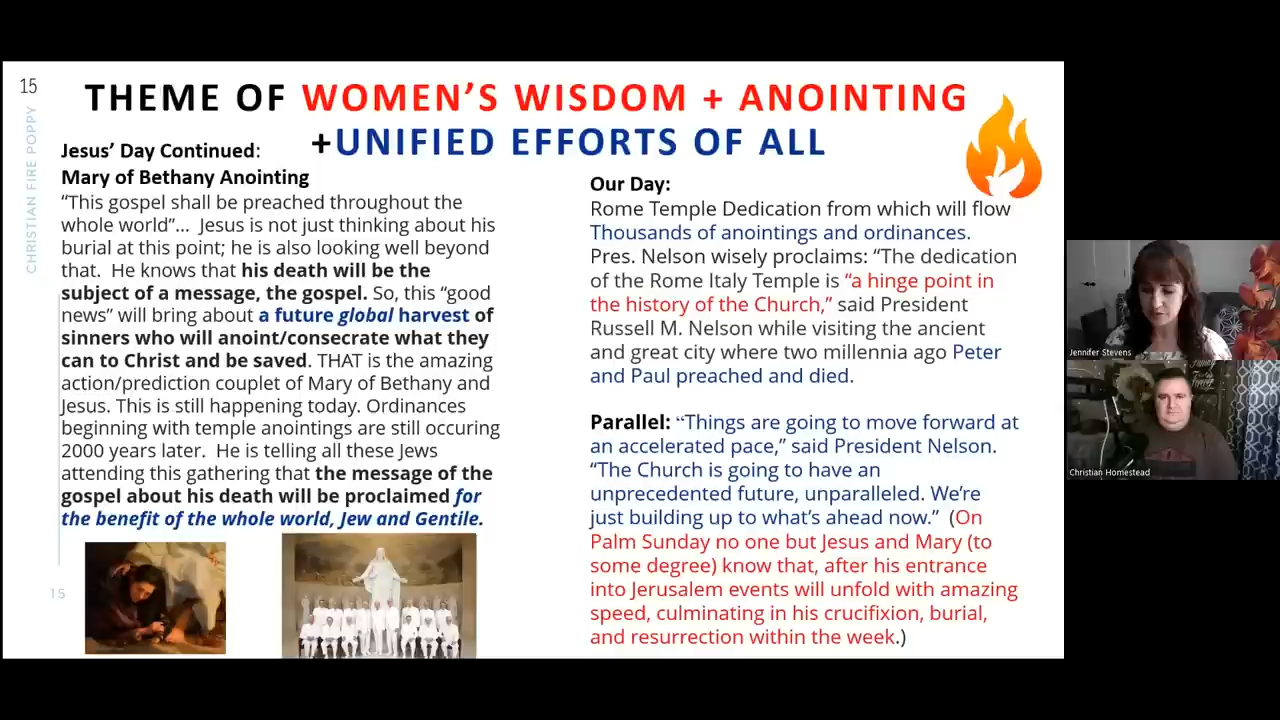 15
CHRISTIAN FIRE POPPY
THEME OF WOMEN’S WISDOM + ANOINTING
+UNIFIED EFFORTS OF ALL
Jesus’ Day Continued:
Mary of Bethany Anointing
“This gospel shall be preached throughout the
whole world”… Jesus is not just thinking about his
burial at this point; he is also looking well beyond
that. He knows that his death will be the
subject of a message, the gospel. So, this “good
news” will bring about a future global harvest of
sinners who will anoint/consecrate what they
can to Christ and be saved. THAT is the amazing
action/prediction couplet of Mary of Bethany and
Jesus. This is still happening today. Ordinances
beginning with temple anointings are still occuring
2000 years later. He is telling all these Jews
attending this gathering that the message of the
gospel about his death will be proclaimed for
the benefit of the whole world, Jew and Gentile.
15
Our Day:
Rome Temple Dedication from which will flow
Thousands of anointings and ordinances.
Pres. Nelson wisely proclaims: “The dedication
of the Rome Italy Temple is “a hinge point in
the history of the Church,” said President
Russell M. Nelson while visiting the ancient
and great city where two millennia ago Peter
and Paul preached and died.
Parallel: “Things are going to move forward at
an accelerated pace,” said President Nelson.
“The Church is going to have an
unprecedented future, unparalleled. We’re
just building up to what’s ahead now.” (On
Palm Sunday no one but Jesus and Mary (to
some degree) know that, after his entrance
into Jerusalem events will unfold with amazing
speed, culminating in his crucifixion, burial,
and resurrection within the week.)
Jennifer Stevens
Christian Homestead